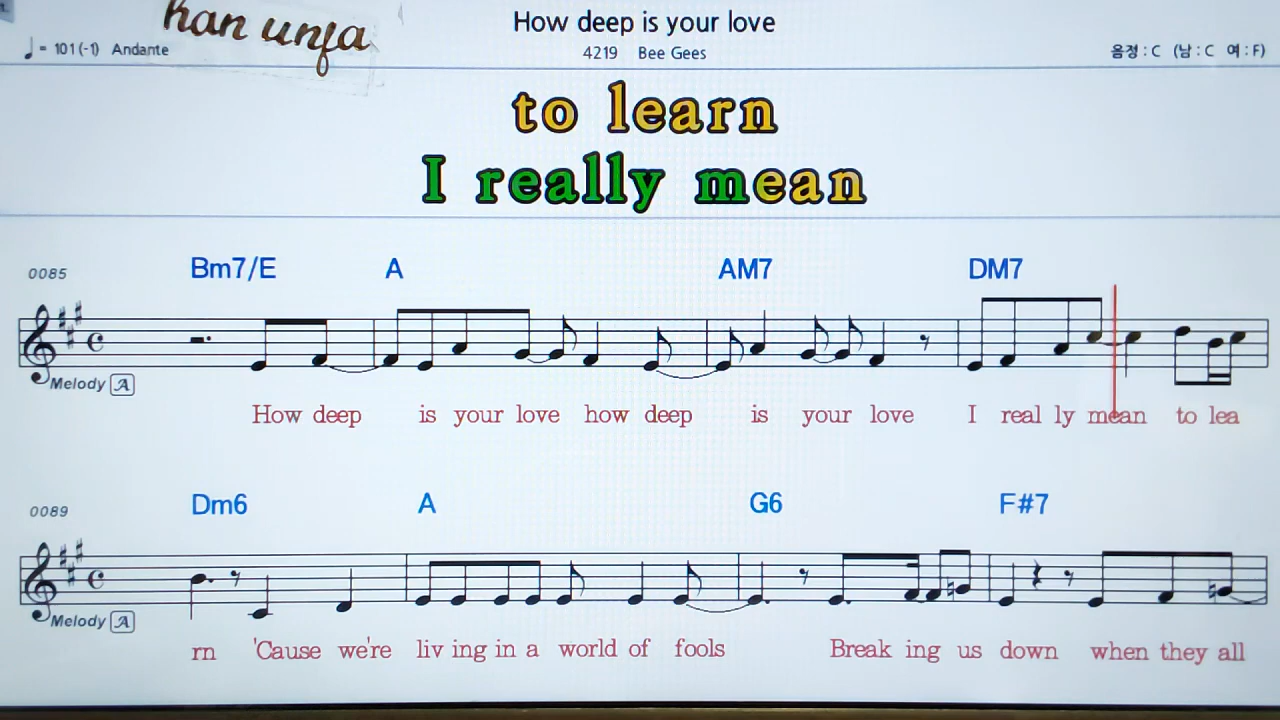 han unja
How deep is your love
♩= 101(-1) Andante
4219 Bee Gees
음정 : C (남 : C 여 : F)
to learn
I really mean
0085
Bm7/E A AM7 DM7
Melody A
How deep is your love how deep is your love I real ly mean to lea
0089
Dm6 A G6 F#7
Melody A
rn 'Cause we're liv ing in a world of fools Break ing us down when they all